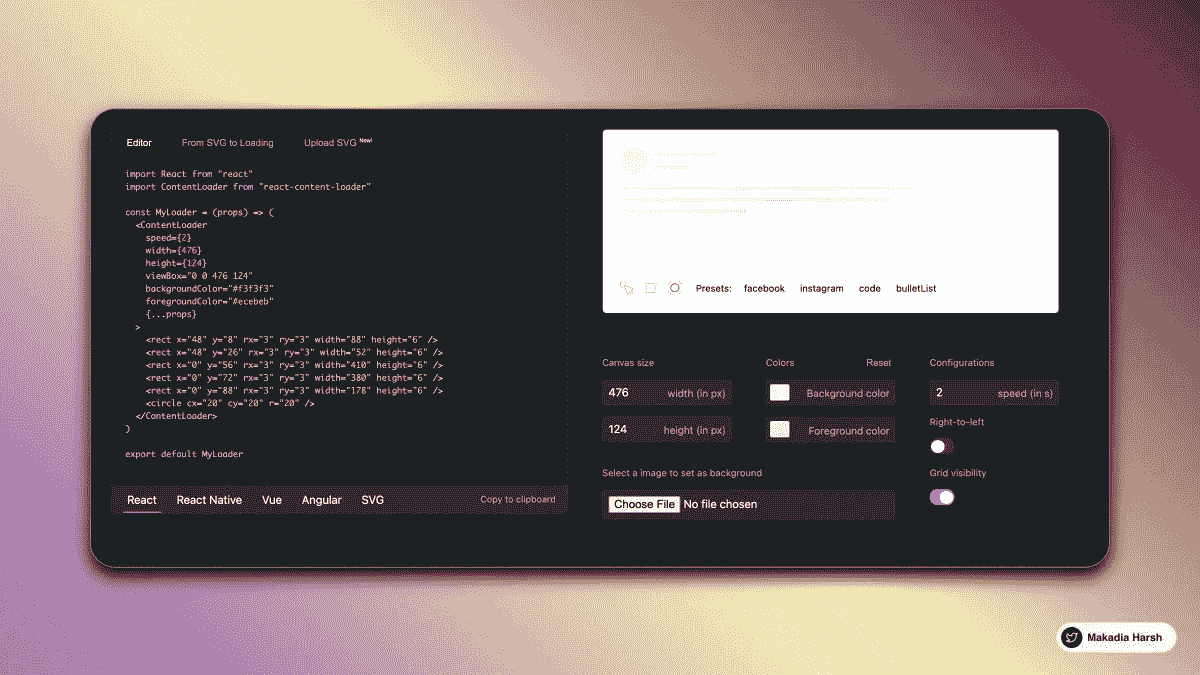 Editor From SVG to Loading Upload SVG New!
import React from "react"
import ContentLoader from "react-content-loader"
const MyLoader = (props) => (
<ContentLoader
speed={2}
width={476}
height={124}
viewBox="0 0 476 124"
backgroundColor="#f3f3f3"
foregroundColor="#ecebeb"
{...props}
>
<rect x="48" y="8" rx="3" ry="3" width="88" height="6" />
<rect x="48" y="26" rx="3" ry="3" width="52" height="6" />
<rect x="0" y="56" rx="3" ry="3" width="410" height="6" />
<rect x="0" y="72" rx="3" ry="3" width="380" height="6" />
<rect x="0" y="88" rx="3" ry="3" width="178" height="6" />
<circle cx="20" cy="20" r="20" />
</ContentLoader>
)
export default MyLoader
React React Native Vue Angular SVG Copy to clipboard
Presets: facebook instagram code bulletList
Canvas size
476 width (in px)
124 height (in px)
Colors Reset
Background color
Foreground color
Configurations
2 speed (in s)
Right-to-left
Grid visibility
Select a image to set as background
Choose File No file chosen
Makadia Harsh